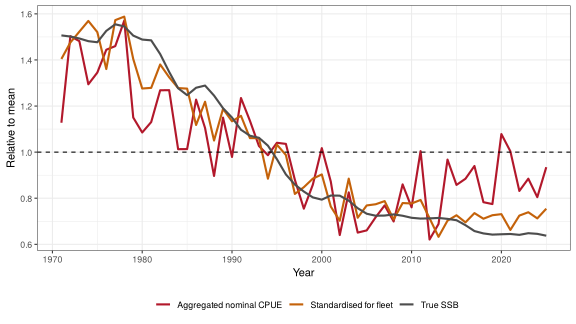 Relative to mean
1.6
1.4
1.2
1.0
0.8
0.6
1970
1980
1990
2000
2010
2020
Year
Aggregated nominal CPUE
Standardised for fleet
True SSB